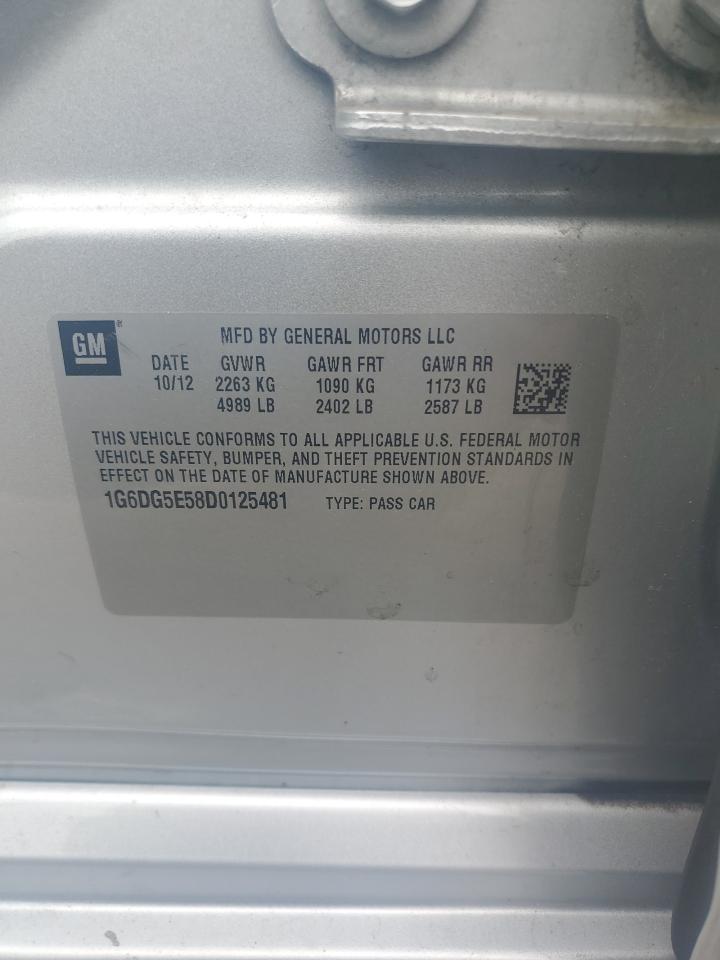 GM
MFD BY GENERAL MOTORS LLC
DATE GVWR GAWR FRT GAWR RR
10/12 2263 KG 1090 KG 1173 KG
4989 LB 2402 LB 2587 LB
THIS VEHICLE CONFORMS TO ALL APPLICABLE U.S. FEDERAL MOTOR
VEHICLE SAFETY, BUMPER, AND THEFT PREVENTION STANDARDS IN
EFFECT ON THE DATE OF MANUFACTURE SHOWN ABOVE.
1G6DG5E58D0125481 TYPE: PASS CAR